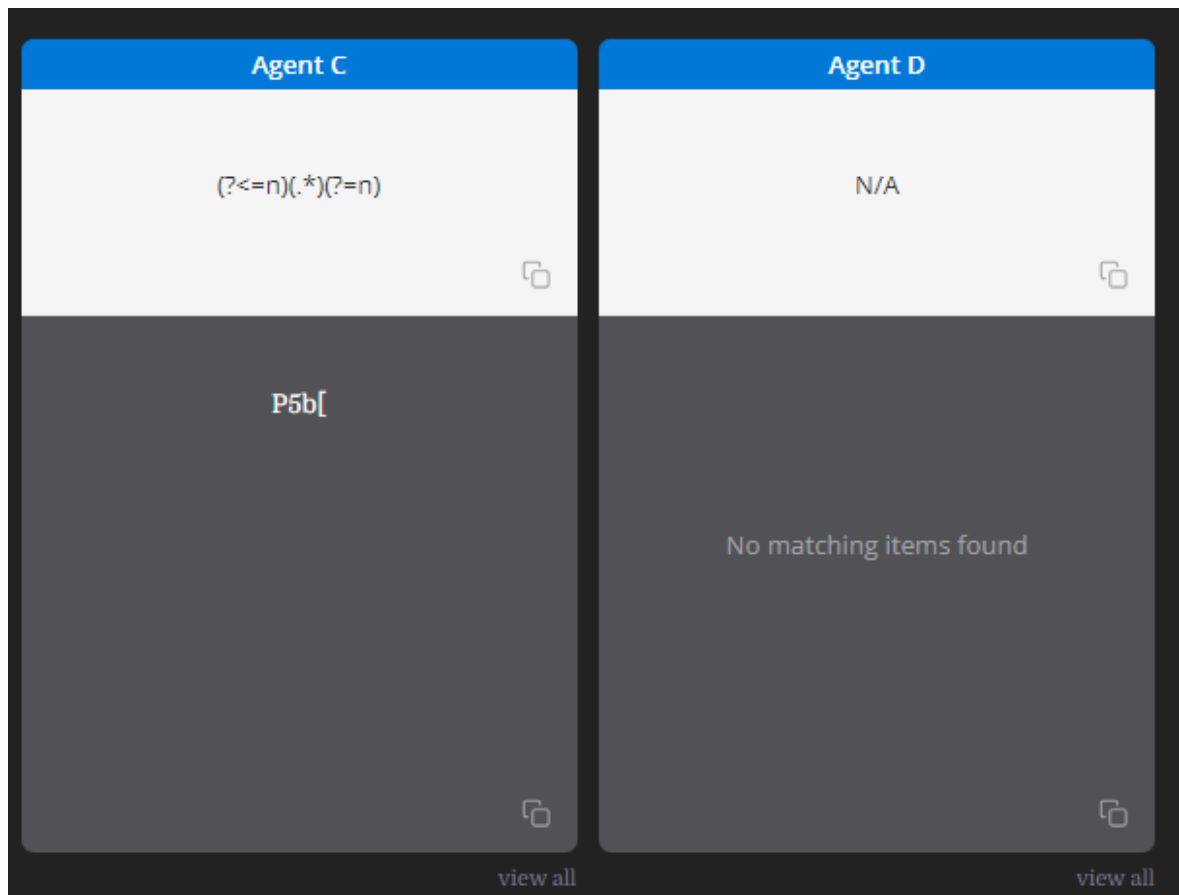 Agent C
(?<=n)(.*)(?=n)
P5b[
view all
Agent D
N/A
No matching items found
view all